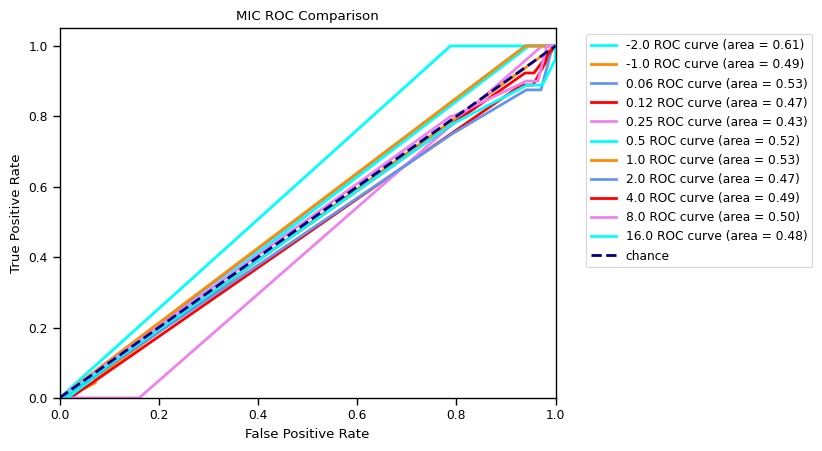 MIC ROC Comparison
1.0
0.8
0.6
0.4
0.2
0.0
True Positive Rate
0.0 0.2 0.4 0.6 0.8 1.0
False Positive Rate
-2.0 ROC curve (area = 0.61)
-1.0 ROC curve (area = 0.49)
0.06 ROC curve (area = 0.53)
0.12 ROC curve (area = 0.47)
0.25 ROC curve (area = 0.43)
0.5 ROC curve (area = 0.52)
1.0 ROC curve (area = 0.53)
2.0 ROC curve (area = 0.47)
4.0 ROC curve (area = 0.49)
8.0 ROC curve (area = 0.50)
16.0 ROC curve (area = 0.48)
chance